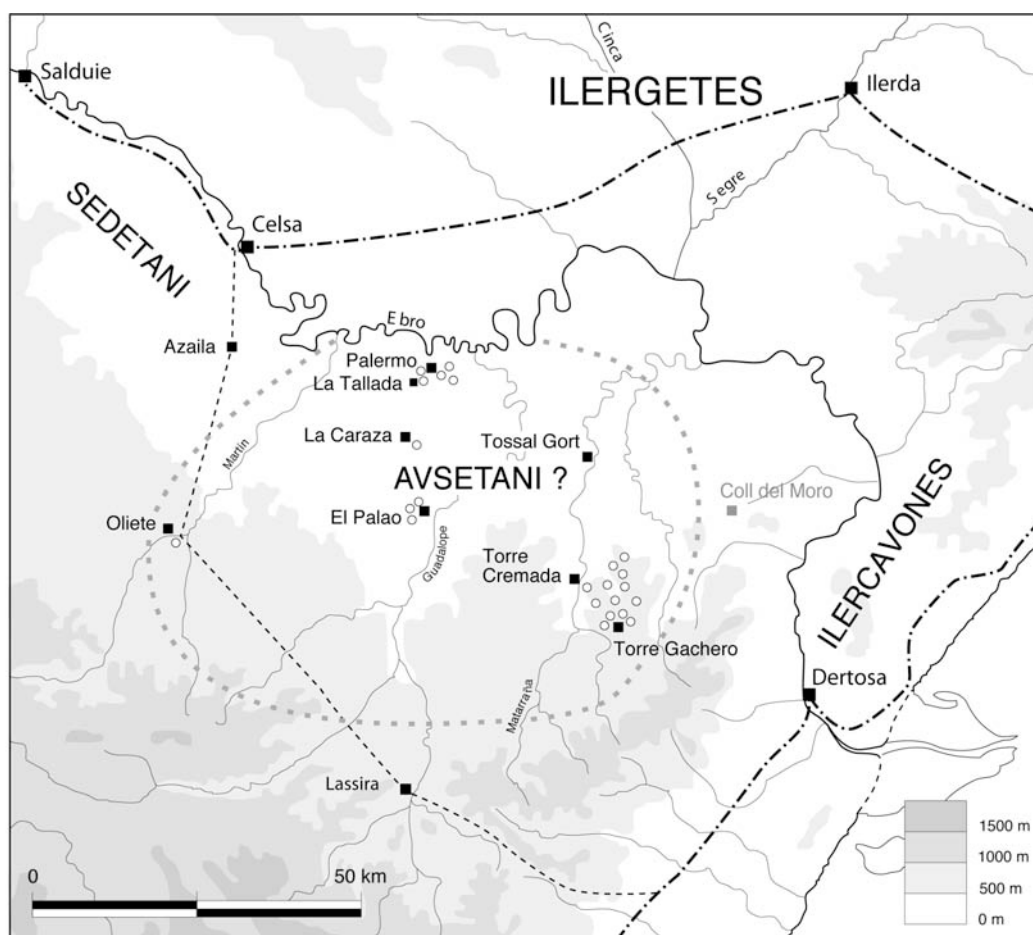 Salduie
Cinca
ILERGETES
Ilerda
Segre
SEDETANI
Celsa
Ebro
Azaila
Palermo
La Tallada
Martín
La Caraza
Tossal Gort
AVSETANI ?
Coll del Moro
El Palao
Oliete
Guadalope
Torre
Cremada
ILERCAVONES
Torre Gachero
Dertosa
Matarraña
Lassira
0
50 km
1500 m
1000 m
500 m
0 m